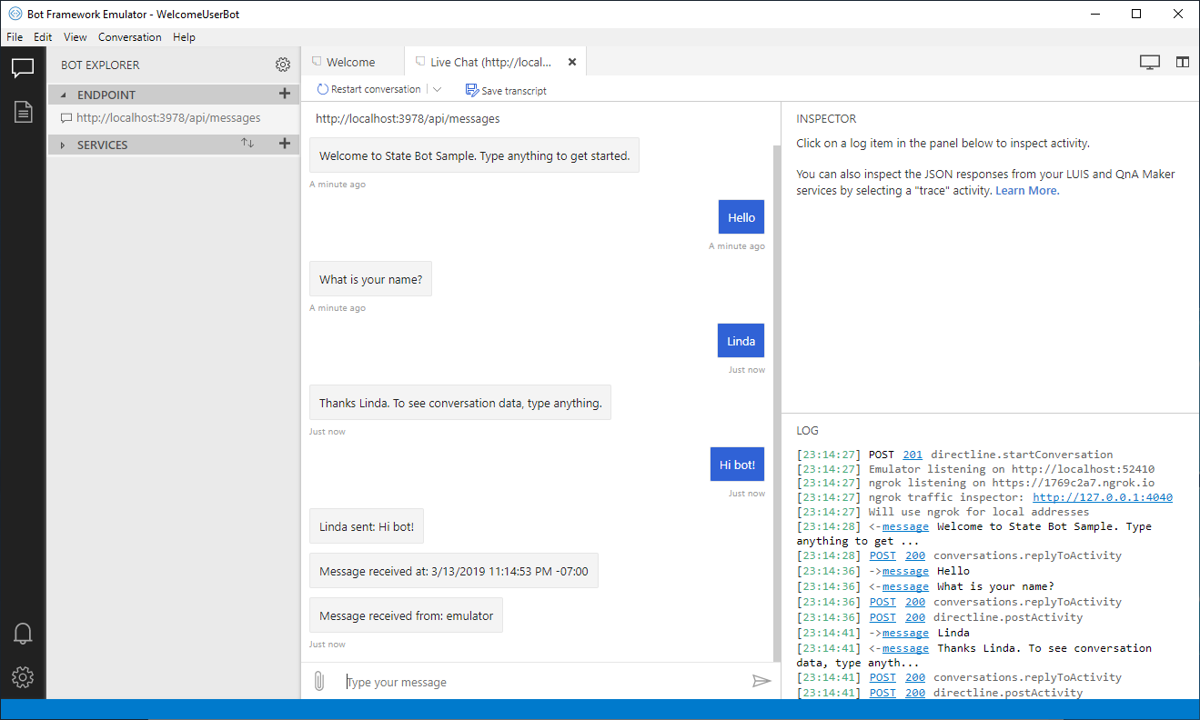 Bot Framework Emulator - WelcomeUserBot
File Edit View Conversation Help
BOT EXPLORER
ENDPOINT
http://localhost:3978/api/messages
SERVICES
Welcome
Live Chat (http://local...
Restart conversation
Save transcript
http://localhost:3978/api/messages
Welcome to State Bot Sample. Type anything to get started.
A minute ago
Hello
A minute ago
What is your name?
A minute ago
Linda
Just now
Thanks Linda. To see conversation data, type anything.
Just now
Hi bot!
Just now
Linda sent: Hi bot!
Message received at: 3/13/2019 11:14:53 PM -07:00
Message received from: emulator
Just now
Type your message
INSPECTOR
Click on a log item in the panel below to inspect activity.
You can also inspect the JSON responses from your LUIS and QnA Maker
services by selecting a "trace" activity. Learn More.
LOG
[23:14:27] POST 201 directline.startConversation
[23:14:27] Emulator listening on http://localhost:52410
[23:14:27] ngrok listening on https://1769c2a7.ngrok.io
[23:14:27] ngrok traffic inspector: http://127.0.0.1:4040
[23:14:27] Will use ngrok for local addresses
[23:14:28] <-message Welcome to State Bot Sample. Type
anything to get ...
[23:14:28] POST 200 conversations.replyToActivity
[23:14:36] ->message Hello
[23:14:36] <-message What is your name?
[23:14:36] POST 200 conversations.replyToActivity
[23:14:36] POST 200 directline.postActivity
[23:14:41] ->message Linda
[23:14:41] <-message Thanks Linda. To see conversation
data, type anyth...
[23:14:41] POST 200 conversations.replyToActivity
[23:14:41] POST 200 directline.postActivity